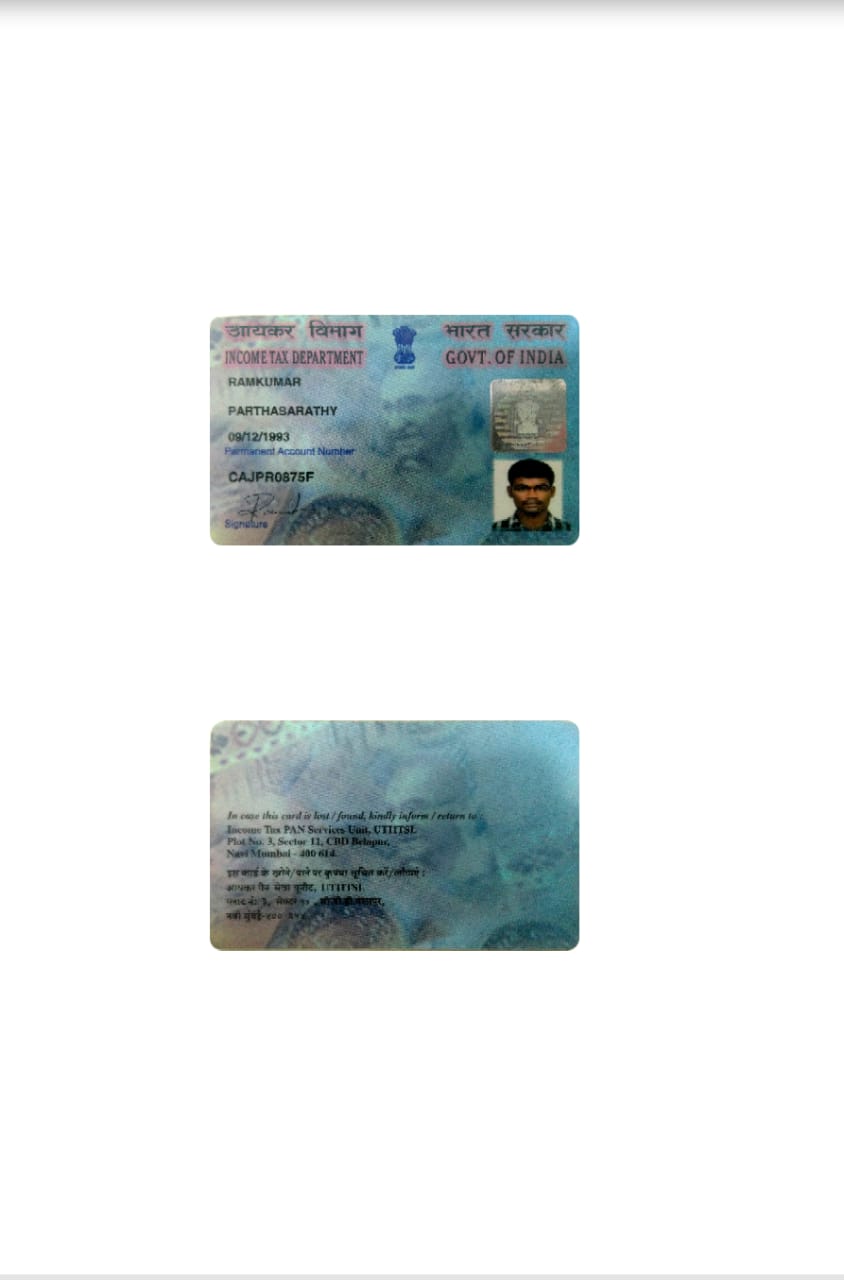 आयकर विभाग भारत सरकार
INCOME TAX DEPARTMENT GOVT. OF INDIA
RAMKUMAR
PARTHASARATHY
09/12/1993
Permanent Account Number
CAJPR0875F
Signature
In case this card is lost / found, kindly inform / return to :
Income Tax PAN Services Unit, UTIITSL
Plot No. 3, Sector 11, CBD Belapur,
Navi Mumbai - 400 614.
इस कार्ड के खोने/पाने पर कृपया सूचित करें/लौटाएं :
आयकर पैन सेवा यूनीट, UTIITSL
प्लाट नं: 3, सेक्टर ११ , सी.बी.डी.बेलापुर,
नवी मुंबई-४०० ६१४.